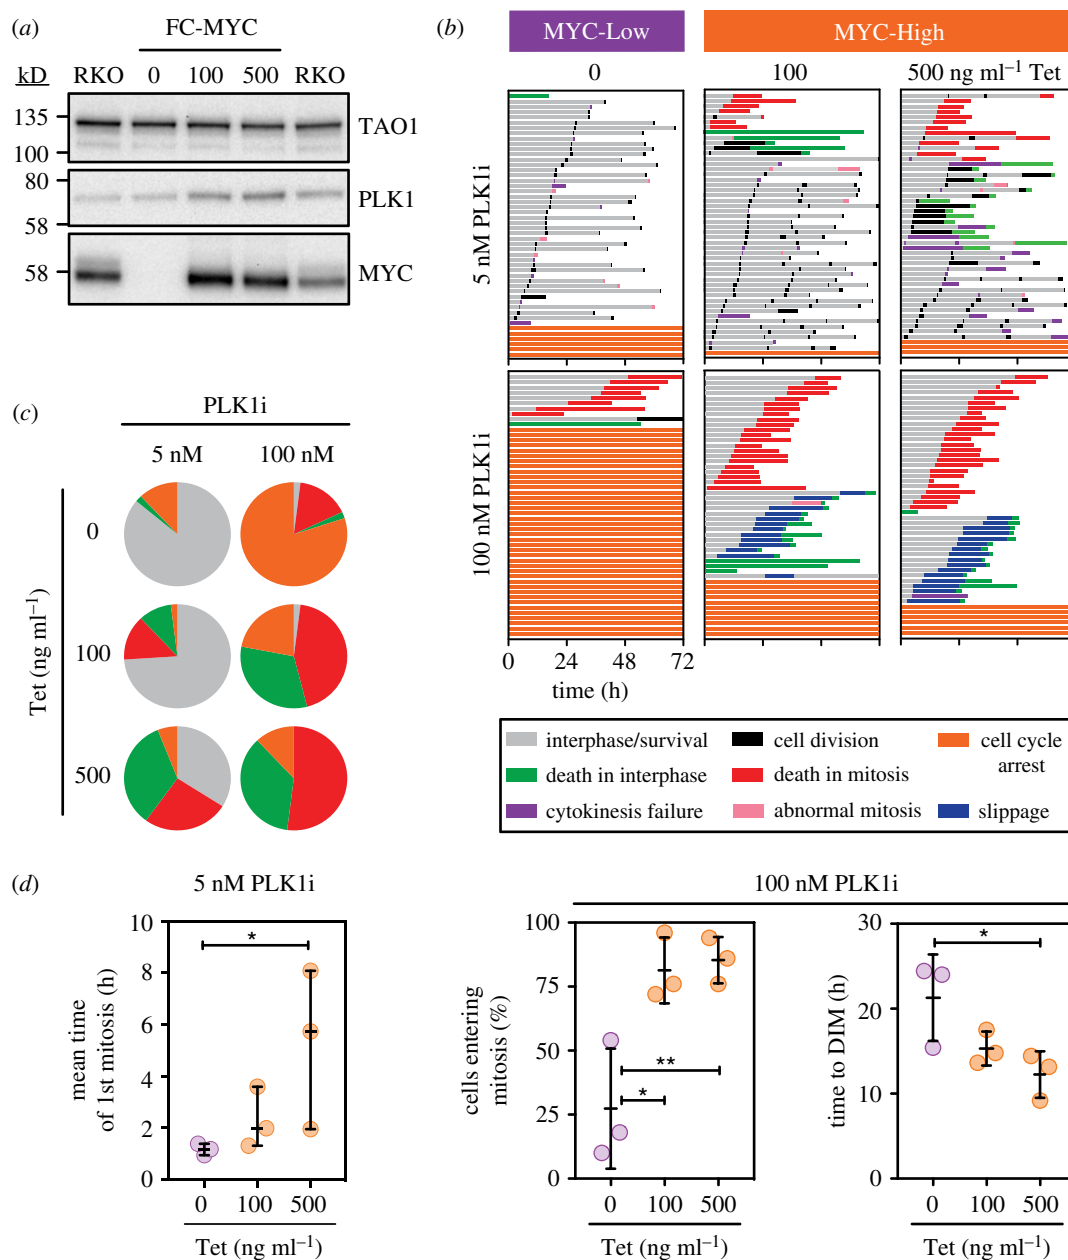 (a)
FC-MYC
kD RKO 0 100 500 RKO
135
100
TAO1
80
58
PLK1
58
MYC
(b)
MYC-Low MYC-High
0 100 500 ng ml⁻¹ Tet
5 nM PLK1i
100 nM PLK1i
0 24 48 72
time (h)
interphase/survival
cell division
cell cycle arrest
death in interphase
death in mitosis
cytokinesis failure
abnormal mitosis
slippage
(c)
PLK1i
5 nM 100 nM
Tet (ng ml⁻¹)
0
100
500
(d)
5 nM PLK1i
mean time
of 1st mitosis (h)
10
8
6
4
2
0
*
0 100 500
Tet (ng ml⁻¹)
100 nM PLK1i
cells entering
mitosis (%)
100
75
50
25
0
**
*
0 100 500
Tet (ng ml⁻¹)
time to DIM (h)
30
20
10
0
*
0 100 500
Tet (ng ml⁻¹)